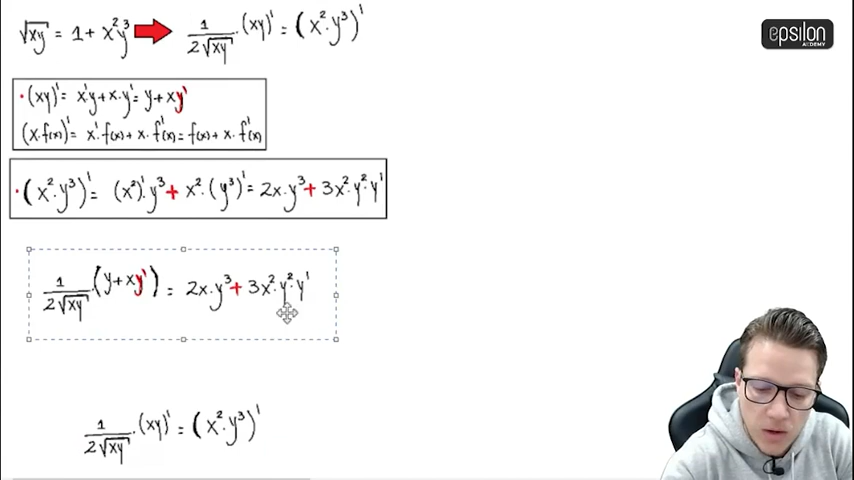 √xy = 1 + x²y³ ➡ 1/(2√xy) · (xy)' = (x²·y³)'
epsilon
ACADEMY
• (xy)' = x'y + x·y' = y + xy'
(x·f(x))' = x'·f(x) + x·f'(x) = f(x) + x·f'(x)
• (x²·y³)' = (x²)'·y³ + x²·(y³)' = 2x·y³ + 3x²·y²·y'
1/(2√xy) · (y + xy') = 2x·y³ + 3x²·y²·y'
1/(2√xy) · (xy)' = (x²·y³)'